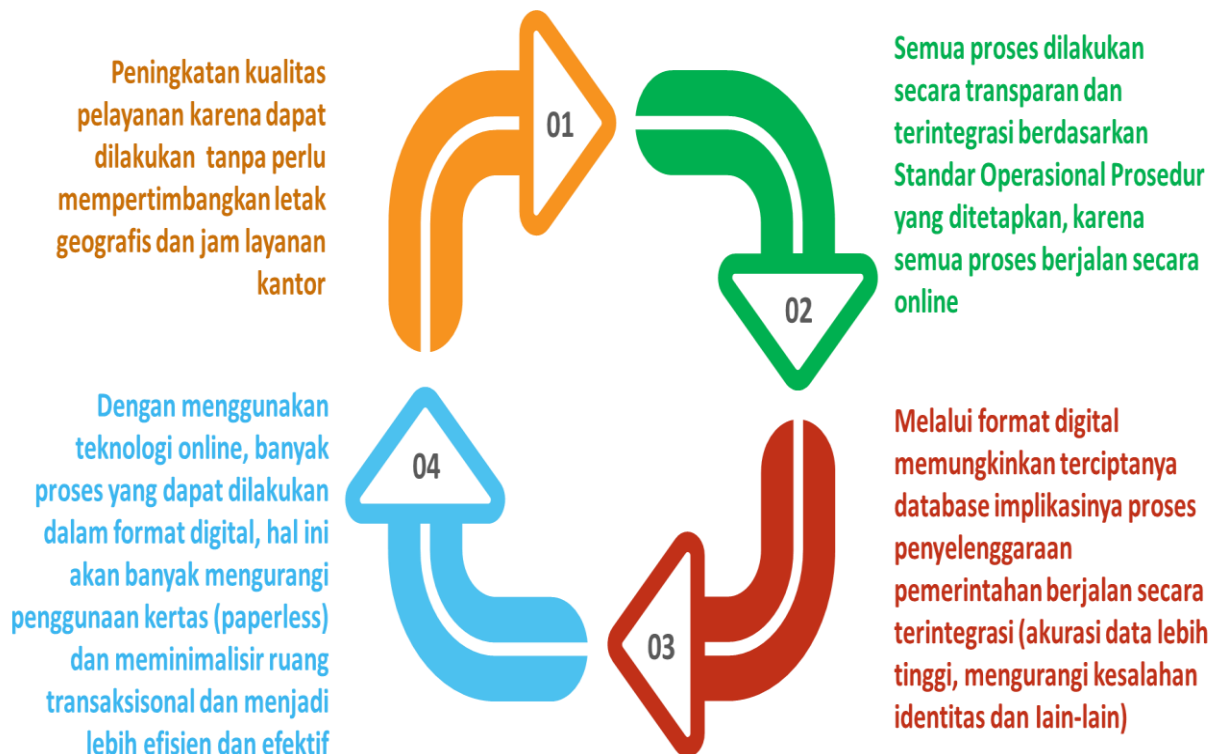 Peningkatan kualitas
pelayanan karena dapat
dilakukan tanpa perlu
mempertimbangkan letak
geografis dan jam layanan
kantor
01
Semua proses dilakukan
secara transparan dan
terintegrasi berdasarkan
Standar Operasional Prosedur
yang ditetapkan, karena
semua proses berjalan secara
online
02
Melalui format digital
memungkinkan terciptanya
database implikasinya proses
penyelenggaraan
pemerintahan berjalan secara
terintegrasi (akurasi data lebih
tinggi, mengurangi kesalahan
identitas dan lain-lain)
03
Dengan menggunakan
teknologi online, banyak
proses yang dapat dilakukan
dalam format digital, hal ini
akan banyak mengurangi
penggunaan kertas (paperless)
dan meminimalisir ruang
transaksisonal dan menjadi
lebih efisien dan efektif
04